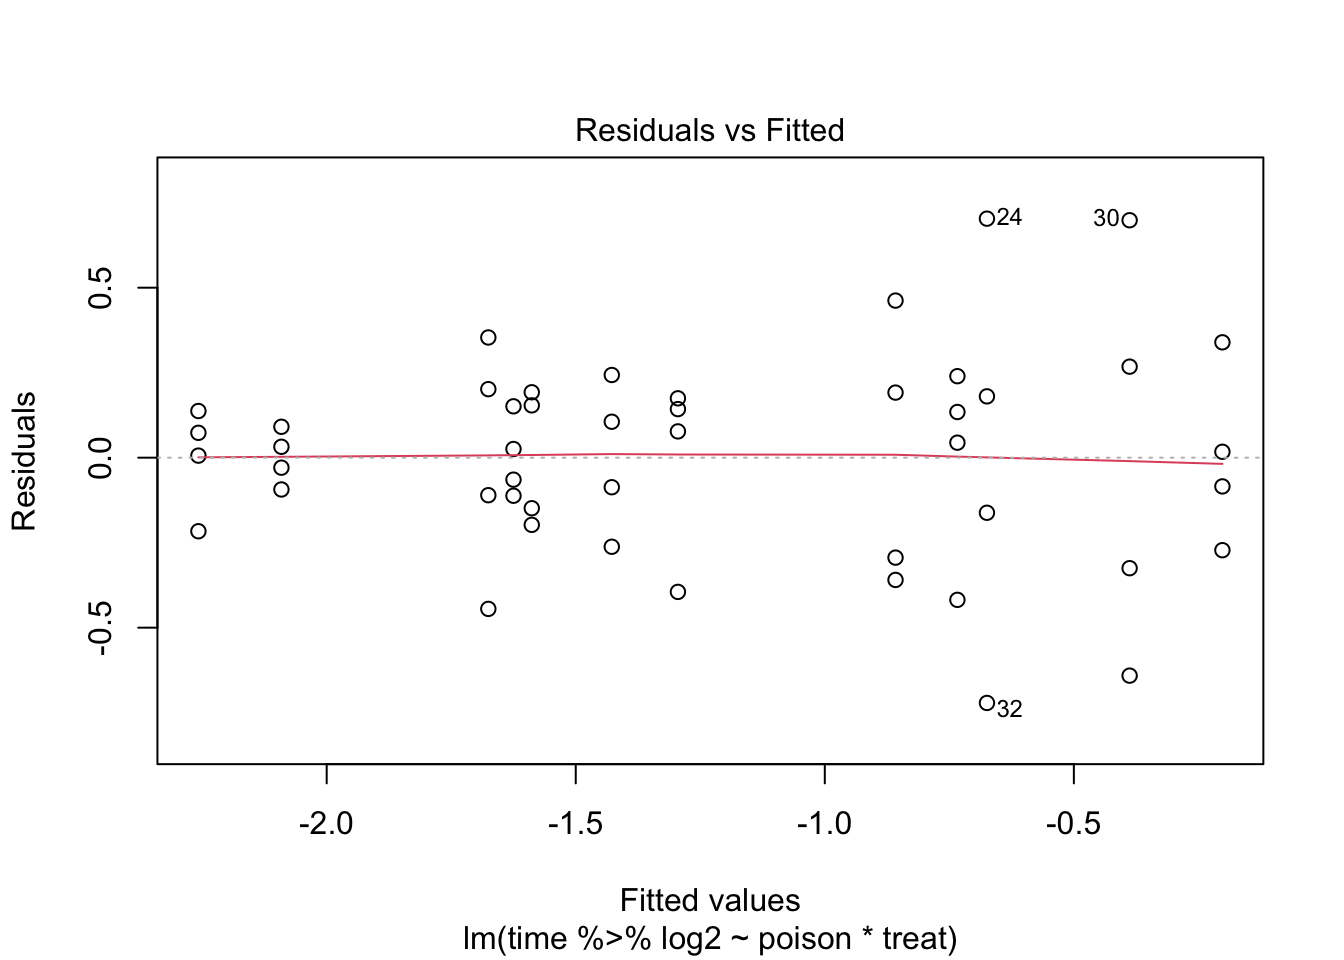 Residuals vs Fitted
24
30
0.5
0.0
-0.5
Residuals
32
-2.0 -1.5 -1.0 -0.5
Fitted values
lm(time %>% log2 ~ poison * treat)